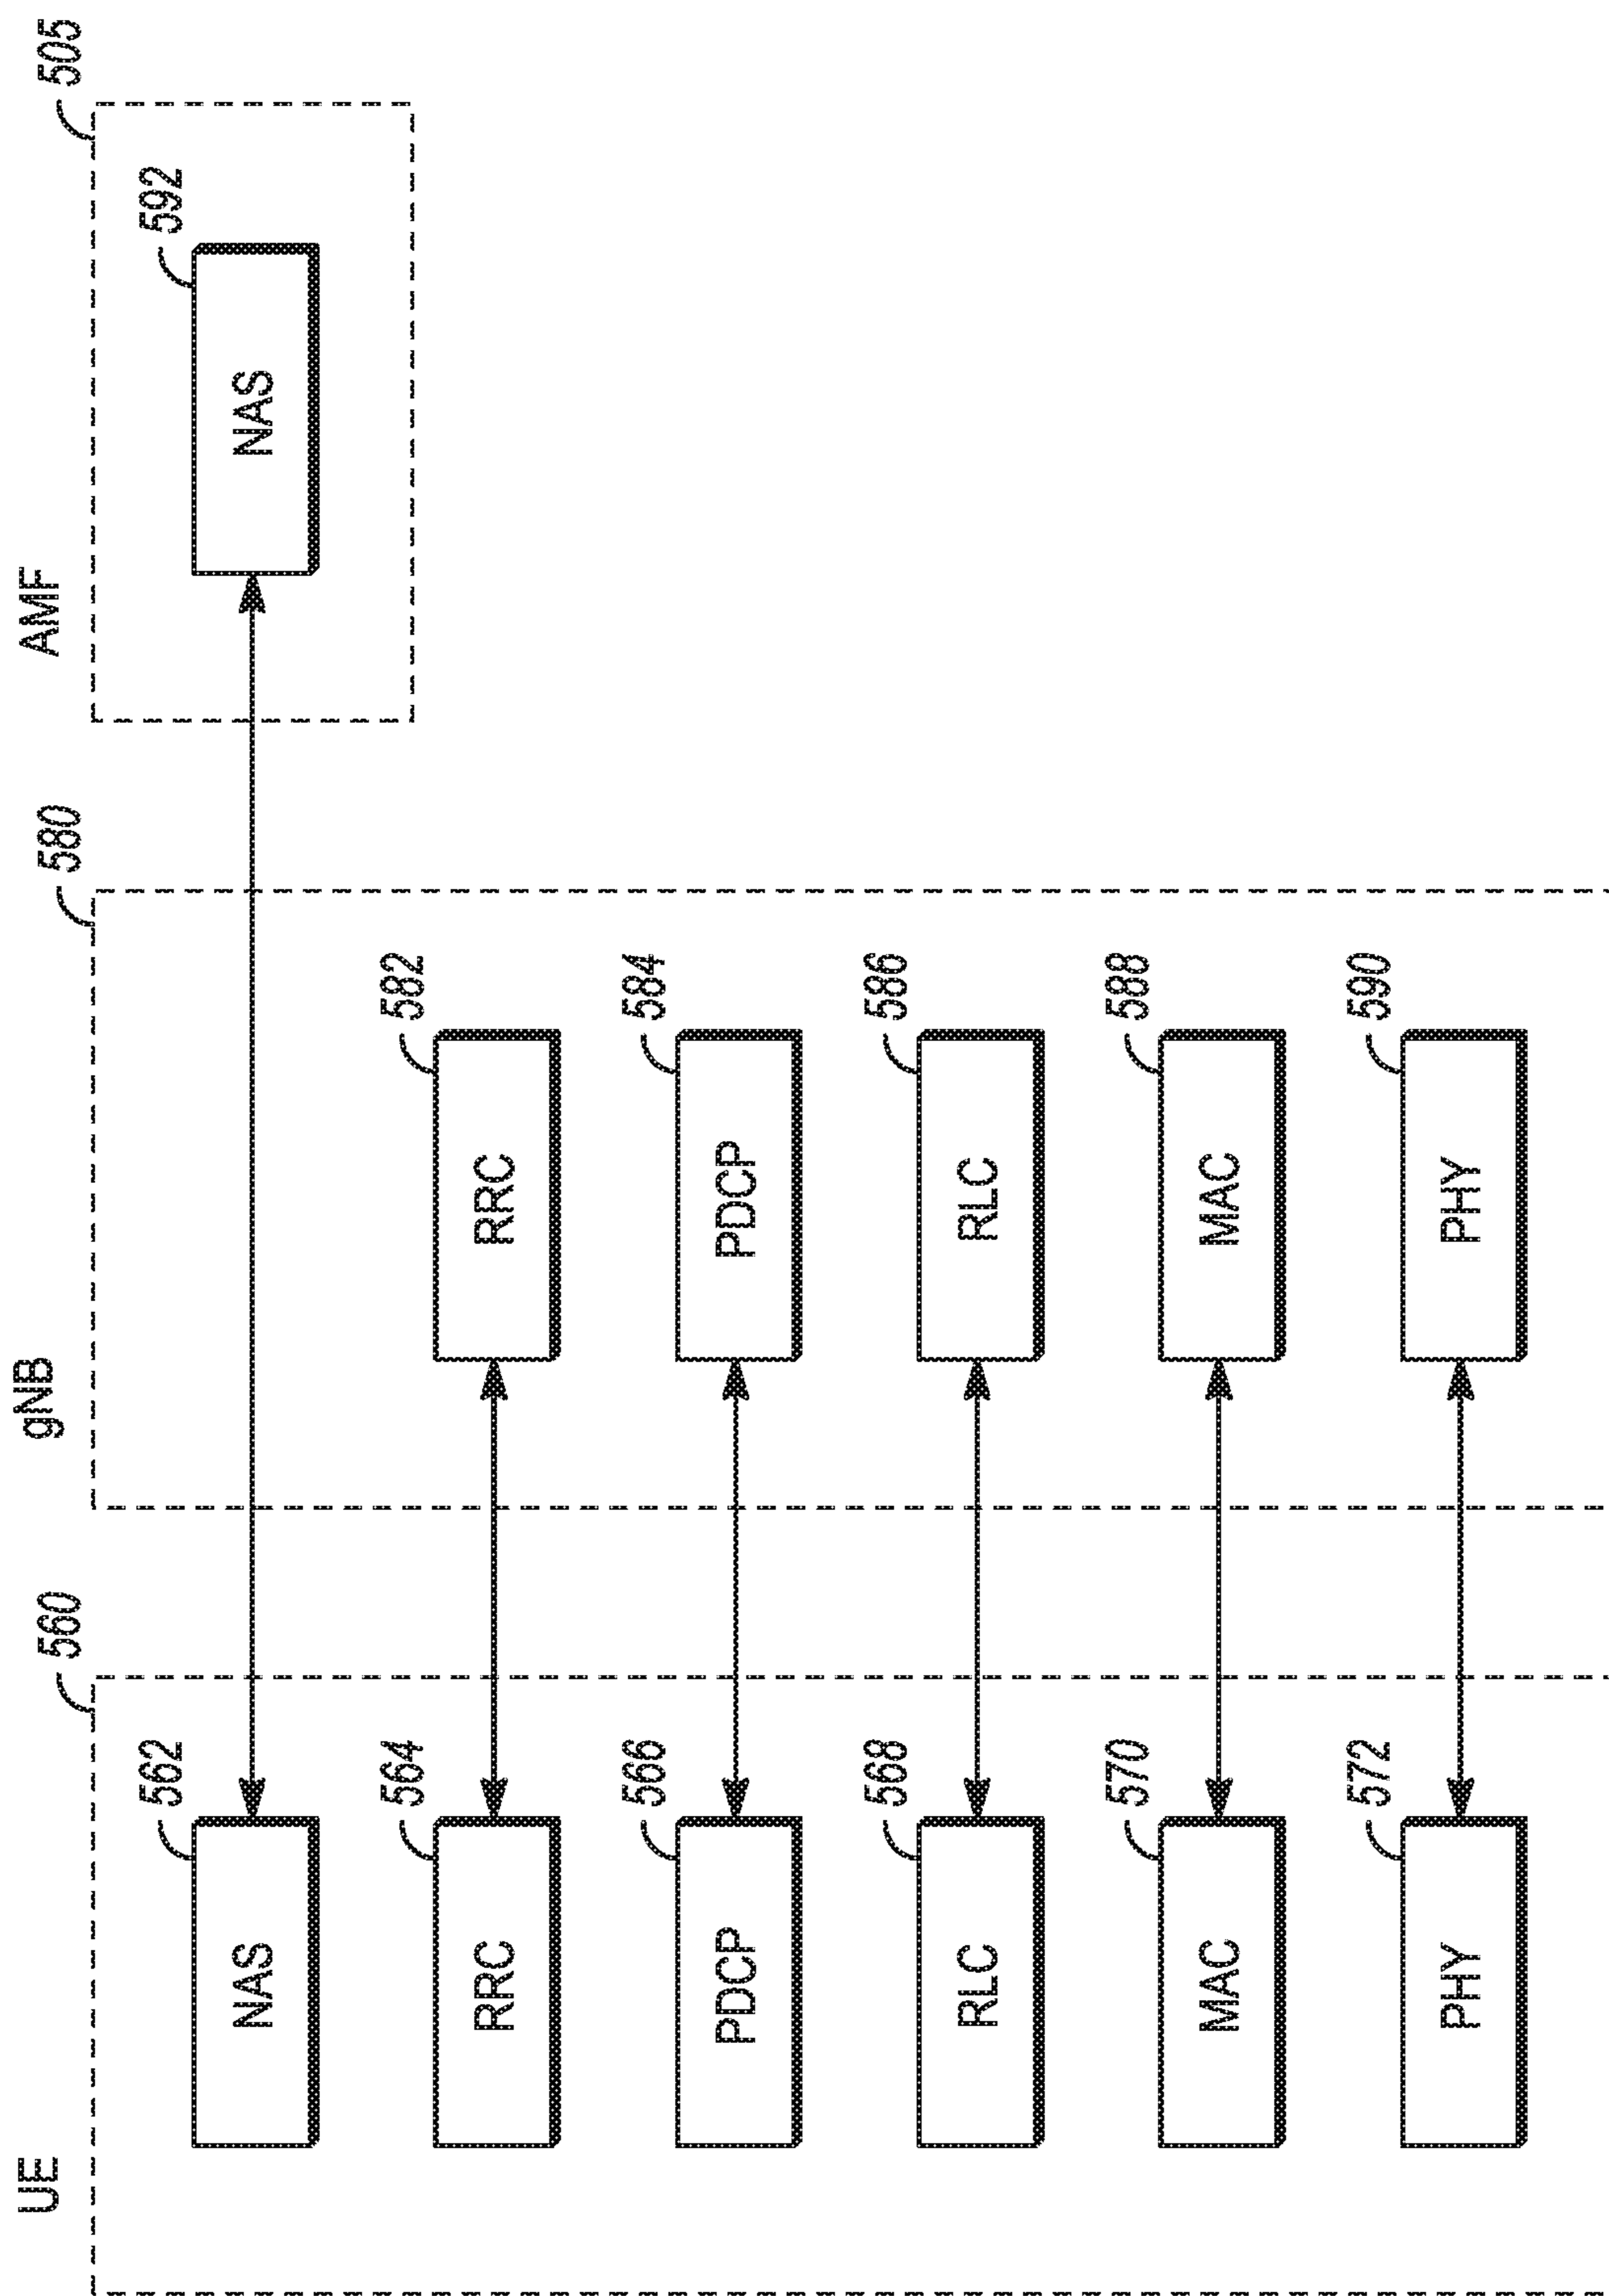 UE
560
gNB
580
AMF
505
NAS
562
NAS
592
RRC
564
RRC
582
PDCP
566
PDCP
584
RLC
568
RLC
586
MAC
570
MAC
588
PHY
572
PHY
590